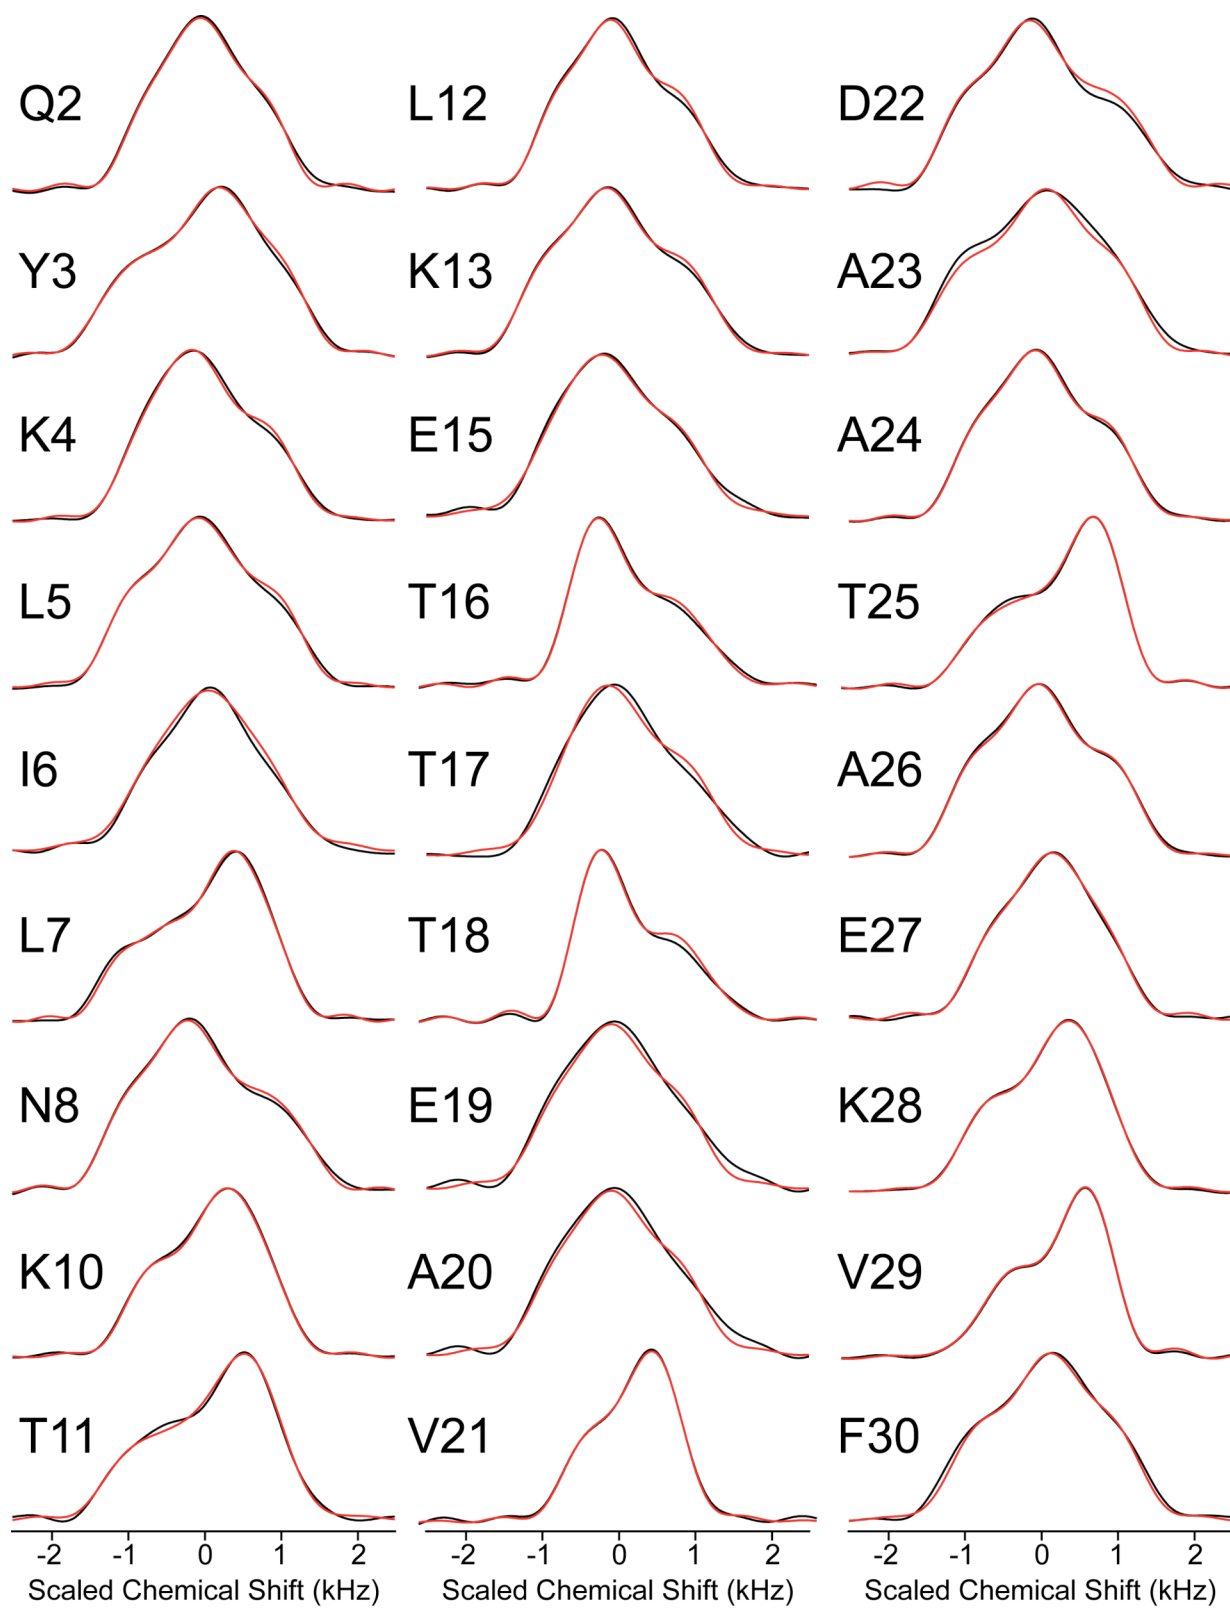 Q2
L12
D22
Y3
K13
A23
K4
E15
A24
L5
T16
T25
I6
T17
A26
L7
T18
E27
N8
E19
K28
K10
A20
V29
T11
V21
F30
-2 -1 0 1 2
-2 -1 0 1 2
-2 -1 0 1 2
Scaled Chemical Shift (kHz)
Scaled Chemical Shift (kHz)
Scaled Chemical Shift (kHz)